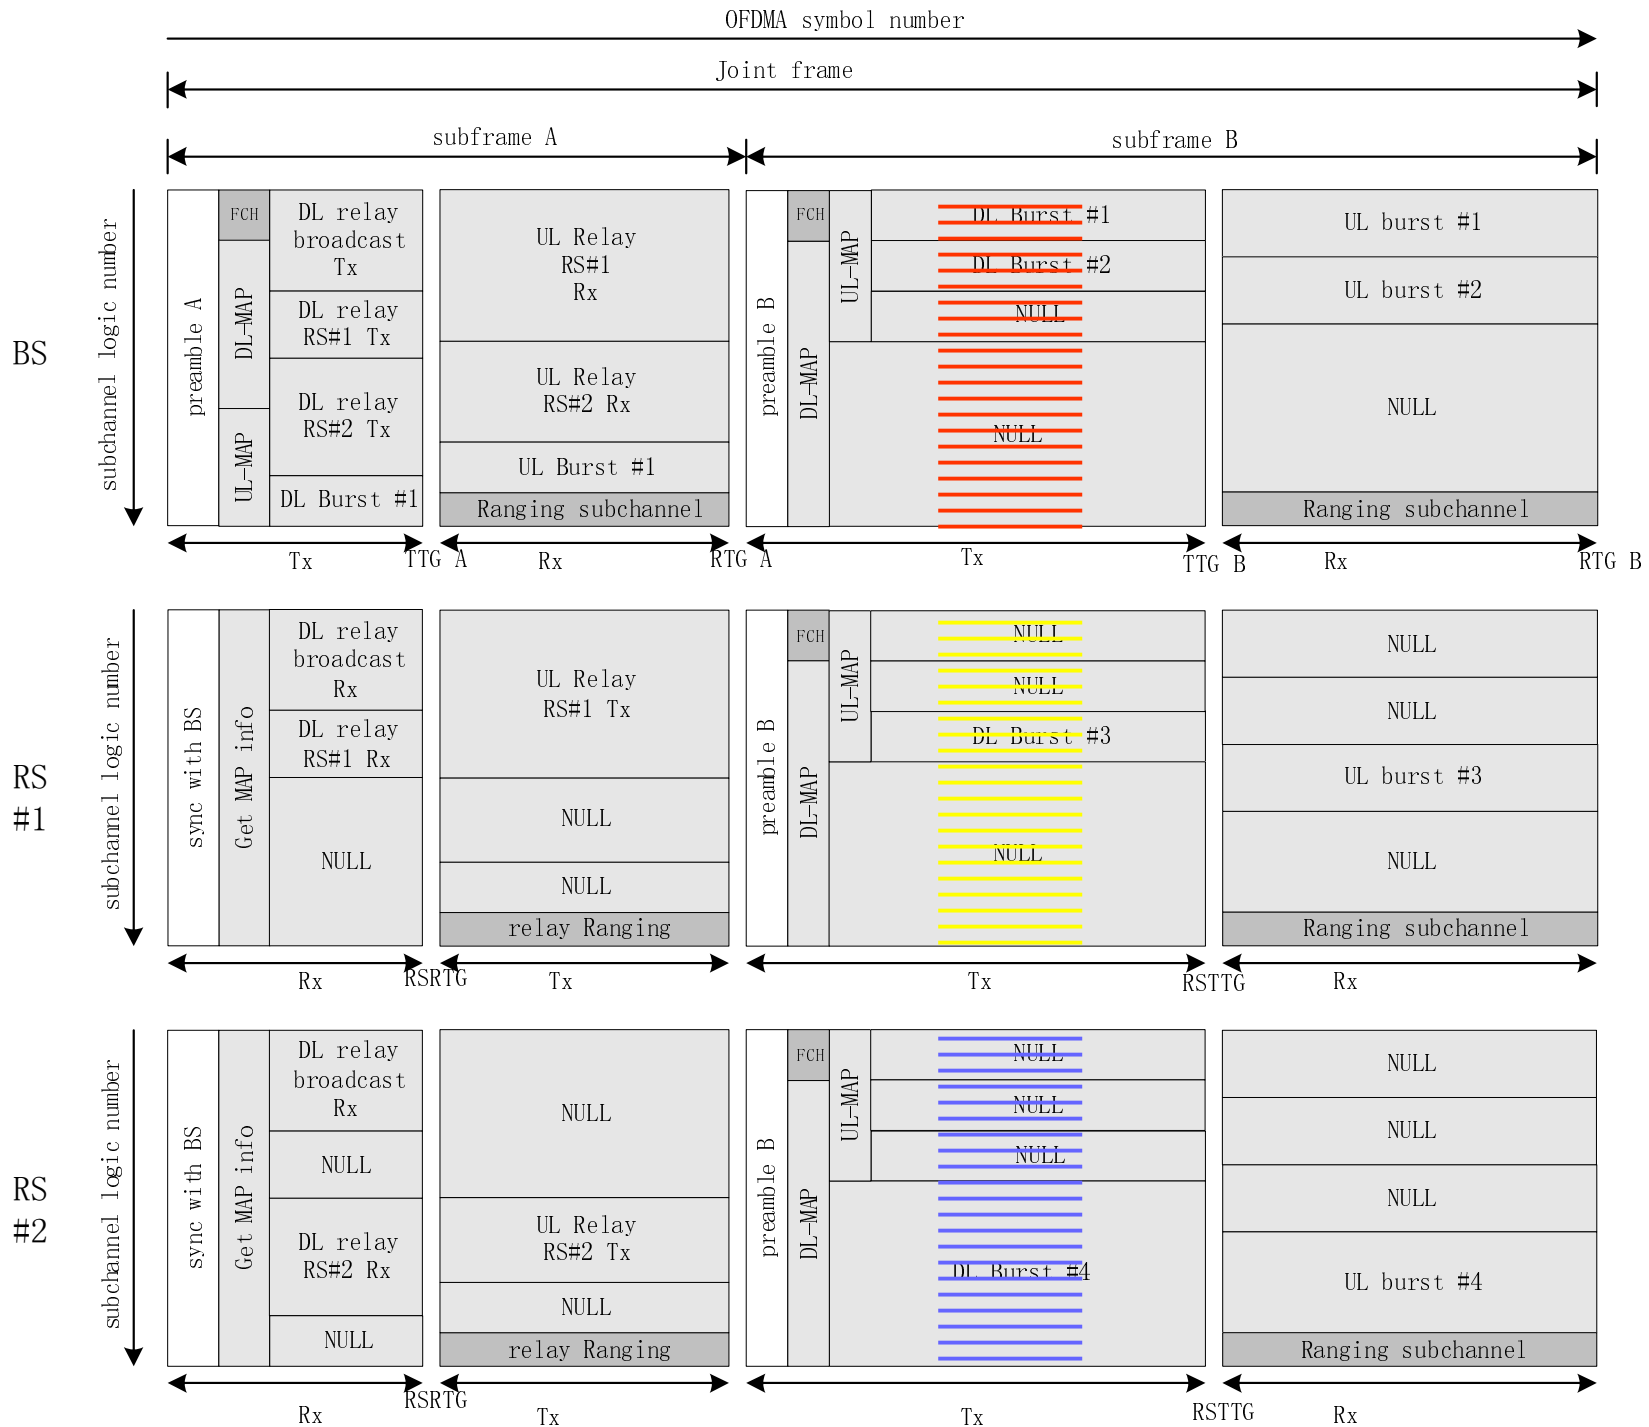 OFDMA symbol number
Joint frame
subframe A
subframe B
BS
subchannel logic number
preamble A
FCH
DL-MAP
UL-MAP
DL relay
broadcast
Tx
DL relay
RS#1 Tx
DL relay
RS#2 Tx
DL Burst #1
UL Relay
RS#1
Rx
UL Relay
RS#2 Rx
UL Burst #1
Ranging subchannel
preamble B
FCH
DL-MAP
UL-MAP
DL Burst #1
DL Burst #2
NULL
NULL
UL burst #1
UL burst #2
NULL
Ranging subchannel
Tx
TTG A
Rx
RTG A
Tx
TTG B
Rx
RTG B
RS
#1
subchannel logic number
sync with BS
Get MAP info
DL relay
broadcast
Rx
DL relay
RS#1 Rx
NULL
UL Relay
RS#1 Tx
NULL
NULL
relay Ranging
preamble B
FCH
DL-MAP
UL-MAP
NULL
NULL
DL Burst #3
NULL
NULL
NULL
UL burst #3
NULL
Ranging subchannel
Rx
RSRTG
Tx
Tx
RSTTG
Rx
RS
#2
subchannel logic number
sync with BS
Get MAP info
DL relay
broadcast
Rx
NULL
DL relay
RS#2 Rx
NULL
NULL
UL Relay
RS#2 Tx
NULL
relay Ranging
preamble B
FCH
DL-MAP
UL-MAP
NULL
NULL
NULL
DL Burst #4
NULL
NULL
NULL
UL burst #4
Ranging subchannel
Rx
RSRTG
Tx
Tx
RSTTG
Rx